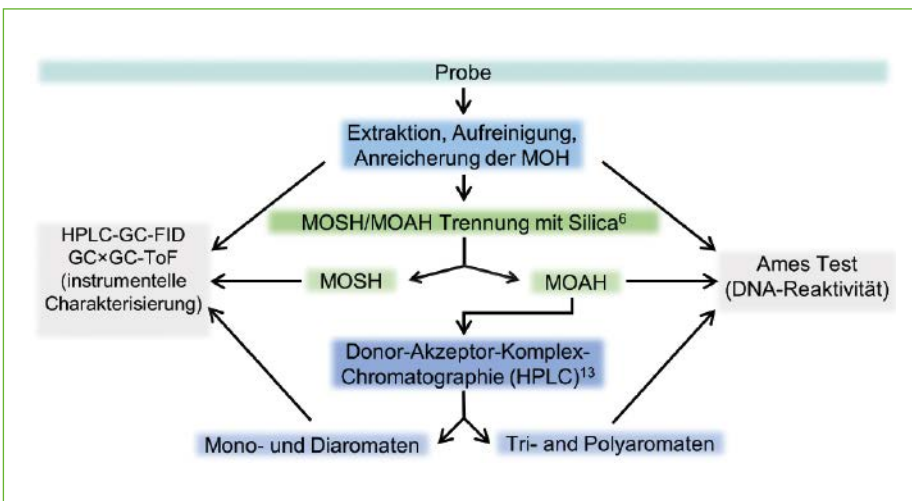 Probe
Extraktion, Aufreinigung,
Anreicherung der MOH
MOSH/MOAH Trennung mit Silica⁶
HPLC-GC-FID
GC×GC-ToF
(instrumentelle
Charakterisierung)
MOSH
MOAH
Ames Test
(DNA-Reaktivität)
Donor-Akzeptor-Komplex-
Chromatographie (HPLC)¹³
Mono- und Diaromaten
Tri- and Polyaromaten